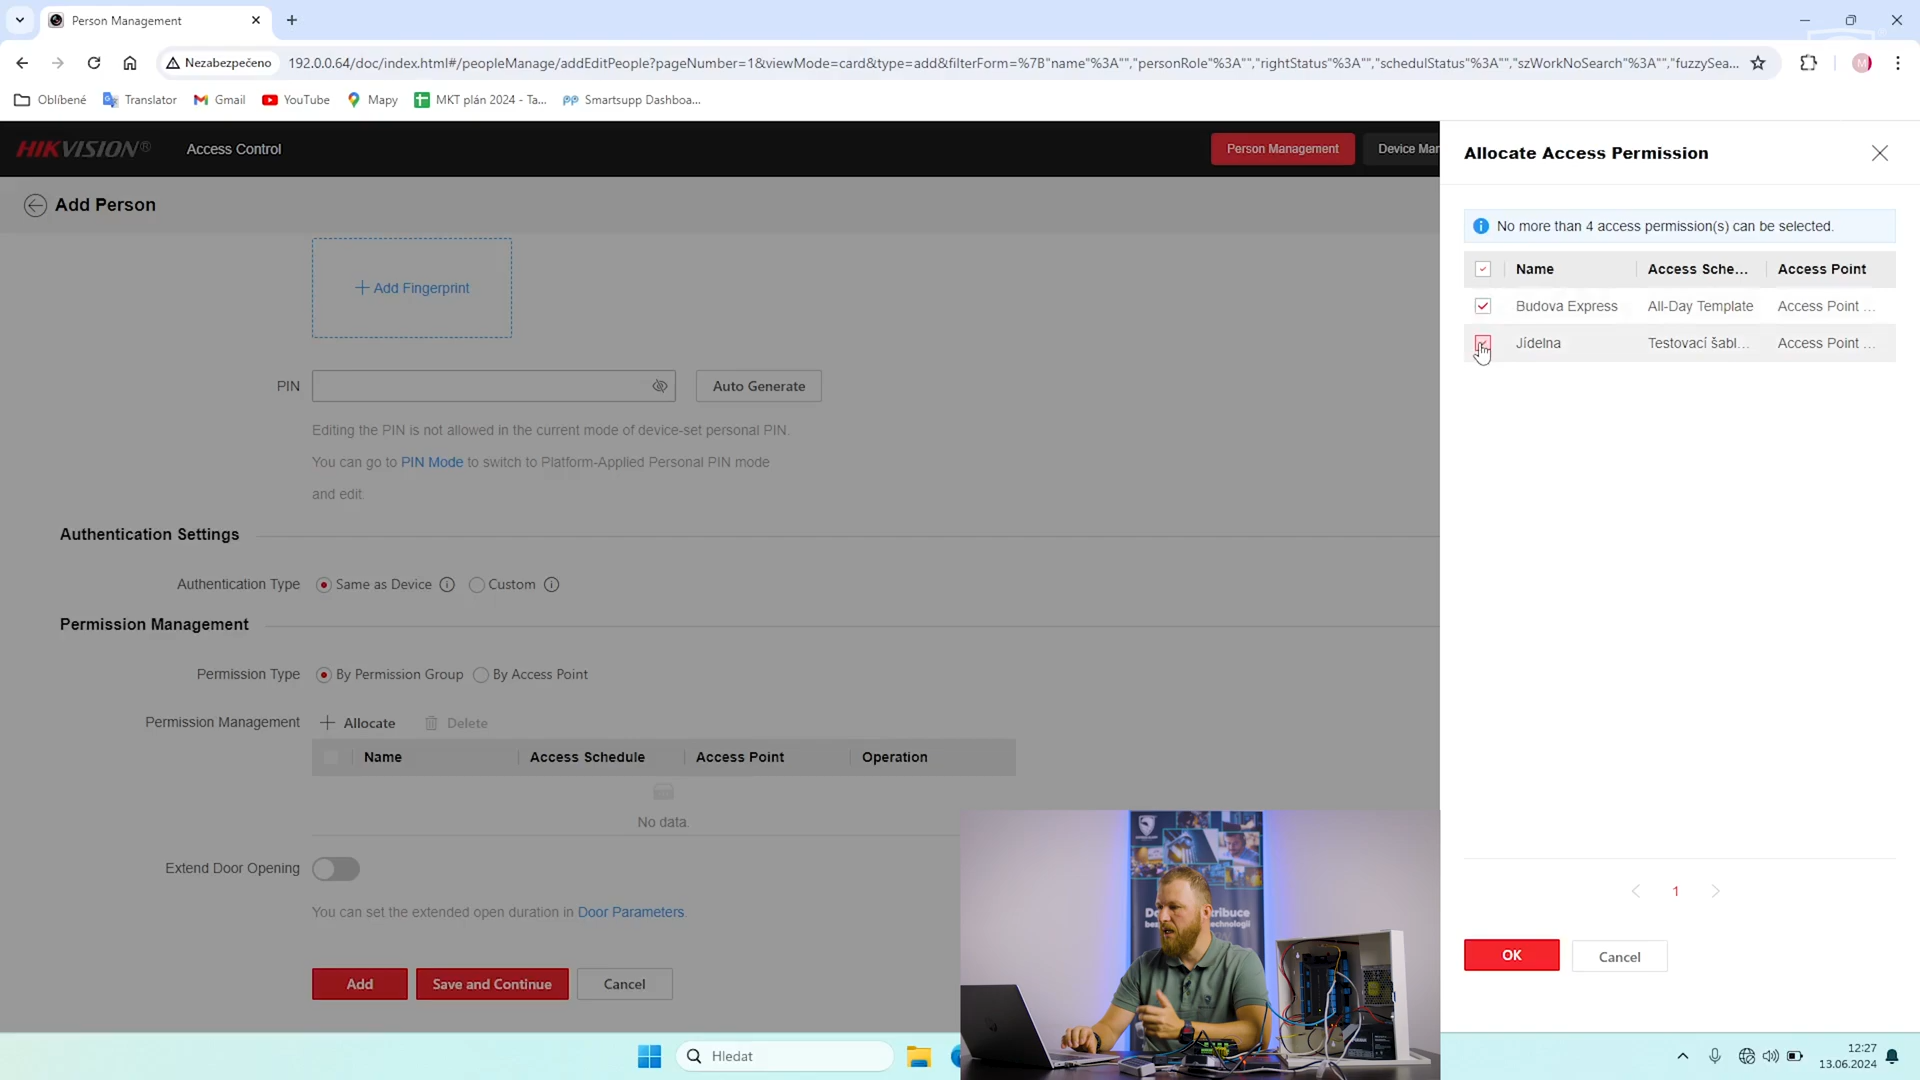 Person Management
Nezabezpečeno
192.0.0.64/doc/index.html#/peopleManage/addEditPeople?pageNumber=1&viewMode=card&type=add&filterForm=%7B"name"%3A"","personRole"%3A"","rightStatus"%3A"","schedulStatus"%3A"","szWorkNoSearch"%3A"","fuzzySea...
M
Oblíbené
Translator
Gmail
YouTube
Mapy
MKT plán 2024 - Ta...
Smartsupp Dashboa...
HIKVISION®
Access Control
Person Management
Device Mar
Add Person
Add Fingerprint
PIN
Auto Generate
Editing the PIN is not allowed in the current mode of device-set personal PIN.
You can go to PIN Mode to switch to Platform-Applied Personal PIN mode
and edit.
Authentication Settings
Authentication Type
Same as Device
Custom
Permission Management
Permission Type
By Permission Group
By Access Point
Permission Management
Allocate
Delete
Name
Access Schedule
Access Point
Operation
No data.
Extend Door Opening
You can set the extended open duration in Door Parameters.
Add
Save and Continue
Cancel
Allocate Access Permission
No more than 4 access permission(s) can be selected.
Name
Access Sche...
Access Point
Budova Express
All-Day Template
Access Point ...
Jídelna
Testovací šabl...
Access Point ...
1
OK
Cancel
Hledat
12:27
13.06.2024